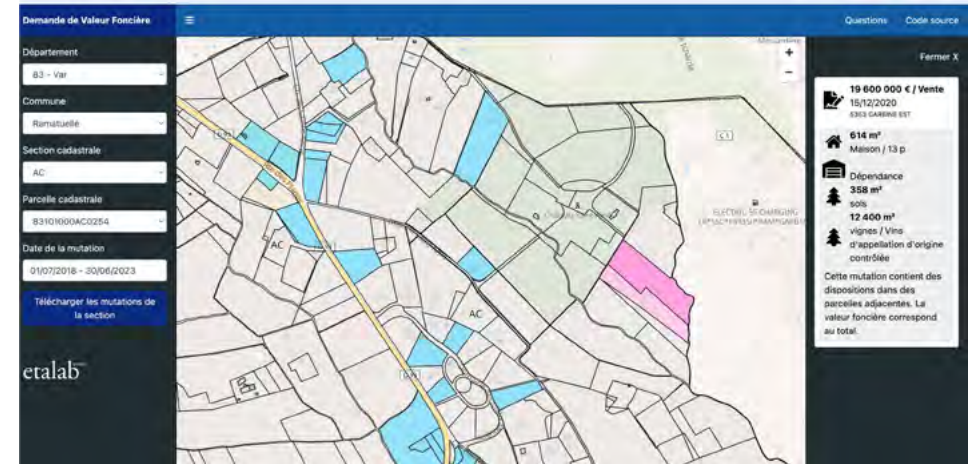 Demande de Valeur Foncière
Questions
Code source
Département
83 - Var
Commune
Ramatuelle
Section cadastrale
AC
Parcelle cadastrale
83101000AC0254
Date de la mutation
01/07/2018 - 30/06/2023
Télécharger les mutations de
la section
etalab
+
-
AC
AC
Fermer X
19 600 000 € / Vente
15/12/2020
614 m²
Maison / 13 p
Dépendance
358 m²
sols
12 400 m²
vignes / Vins
d'appellation d'origine
contrôlée
Cette mutation contient des
dispositions dans des
parcelles adjacentes. La
valeur foncière correspond
au total.